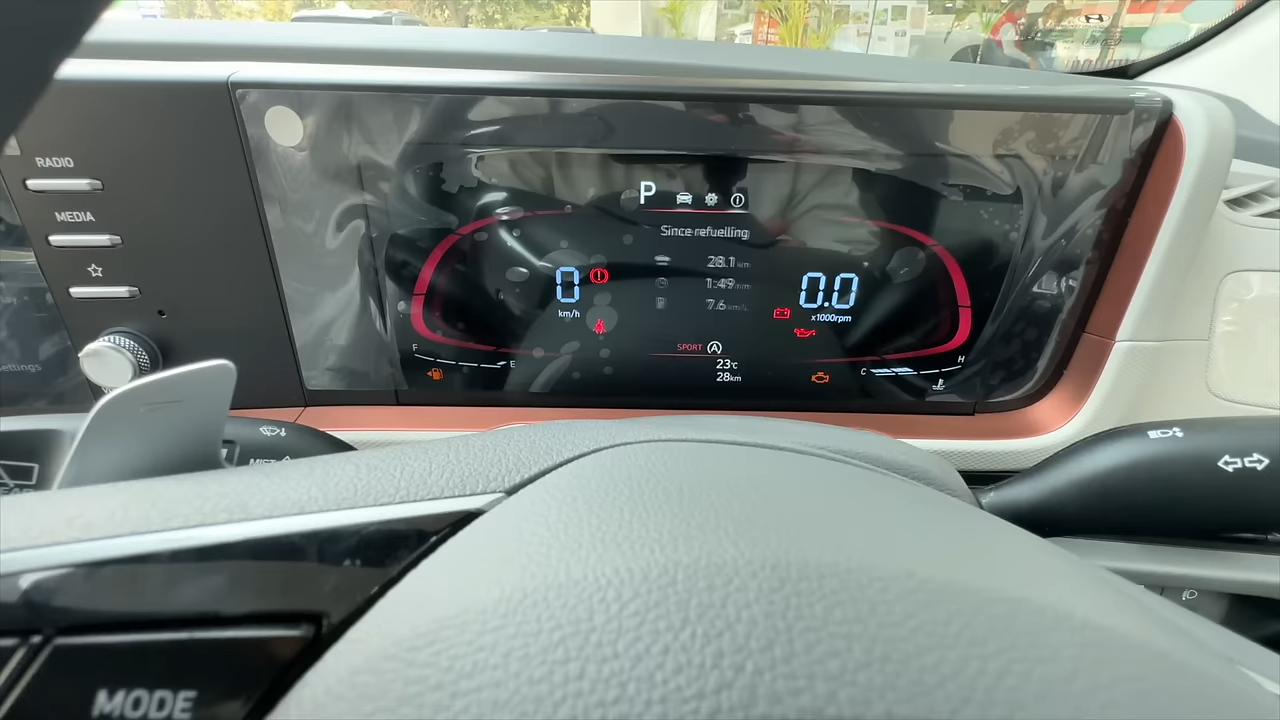 RADIO
MEDIA
P
Since refuelling
28.1 km
1:49
7.6
0
km/h
0.0
x1000rpm
SPORT A
23°C
28km
F
E
C
H
MODE